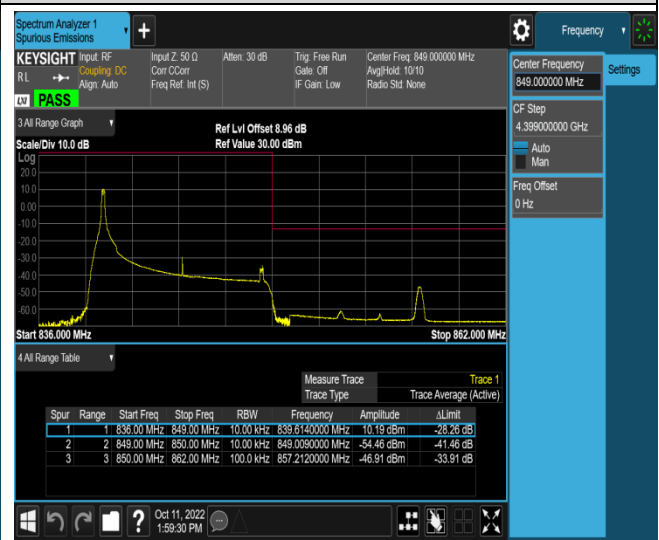 Spectrum Analyzer 1
Spurious Emissions
+
Frequency
KEYSIGHT Input: RF Input Z: 50 Ω Atten: 30 dB Trig: Free Run Center Freq: 849.000000 MHz
RL Coupling: DC Corr CCorr Gate: Off Avg|Hold: 10/10
Align: Auto Freq Ref: Int (S) IF Gain: Low Radio Std: None
LXI PASS
Center Frequency
849.000000 MHz
Settings
CF Step
4.399000000 GHz
Auto
Man
Freq Offset
0 Hz
3 All Range Graph
Ref Lvl Offset 8.96 dB
Scale/Div 10.0 dB Ref Value 30.00 dBm
Log
20.0
10.0
0.00
-10.0
-20.0
-30.0
-40.0
-50.0
-60.0
Start 836.000 MHz Stop 862.000 MHz
4 All Range Table
Measure Trace Trace 1
Trace Type Trace Average (Active)
Spur Range Start Freq Stop Freq RBW Frequency Amplitude ΔLimit
1 1 836.00 MHz 849.00 MHz 10.00 kHz 839.6140000 MHz 10.19 dBm -28.26 dB
2 2 849.00 MHz 850.00 MHz 10.00 kHz 849.0090000 MHz -54.46 dBm -41.46 dB
3 3 850.00 MHz 862.00 MHz 100.0 kHz 857.2120000 MHz -46.91 dBm -33.91 dB
? Oct 11, 2022
1:59:30 PM